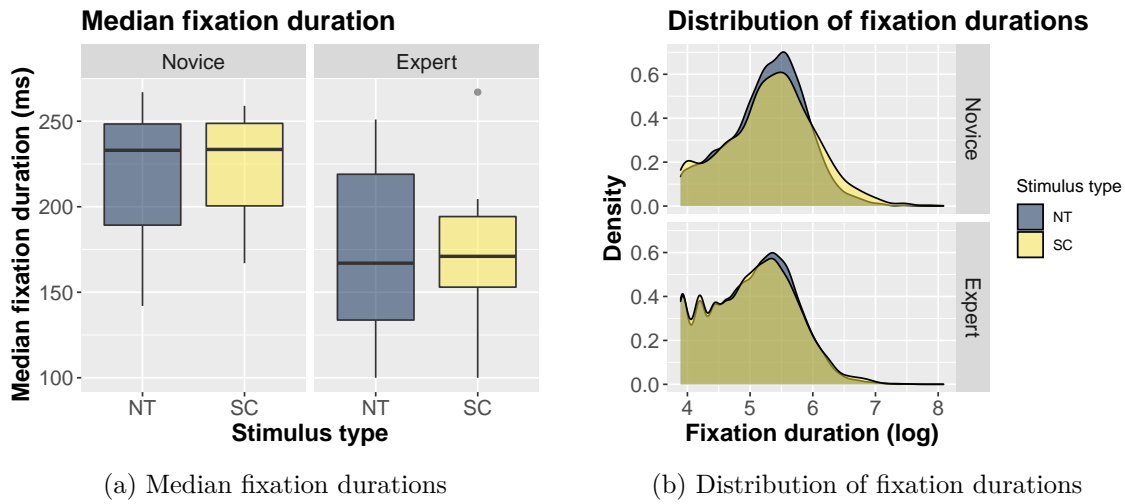 Median fixation duration
Novice
Expert
Median fixation duration (ms)
250
200
150
100
NT
SC
NT
SC
Stimulus type
(a) Median fixation durations
Distribution of fixation durations
Density
0.6
0.4
0.2
0.0
Novice
0.6
0.4
0.2
0.0
Expert
4
5
6
7
8
Fixation duration (log)
Stimulus type
NT
SC
(b) Distribution of fixation durations